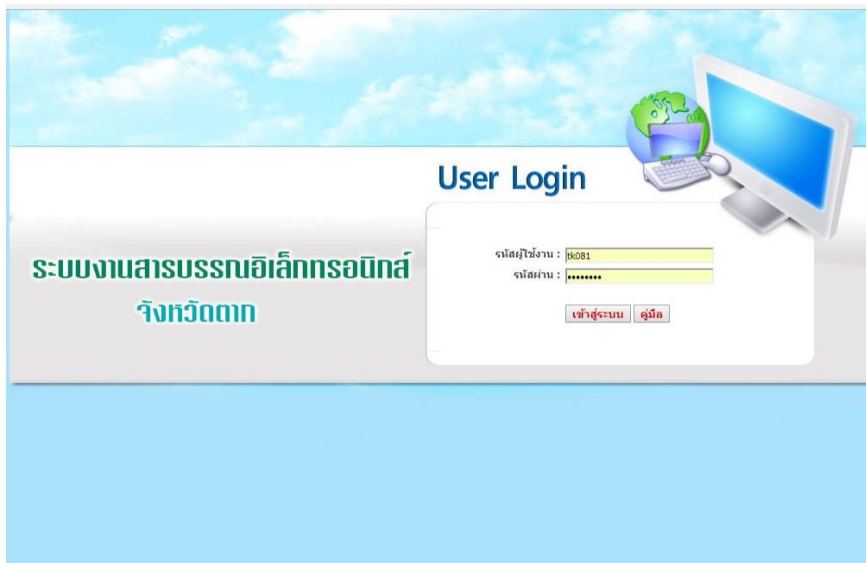 User Login
ระบบงานสารบรรณอิเล็กทรอนิกส์
จังหวัดตาก
รหัสผู้ใช้งาน : tk081
รหัสผ่าน : ••••••••
เข้าสู่ระบบ คู่มือ